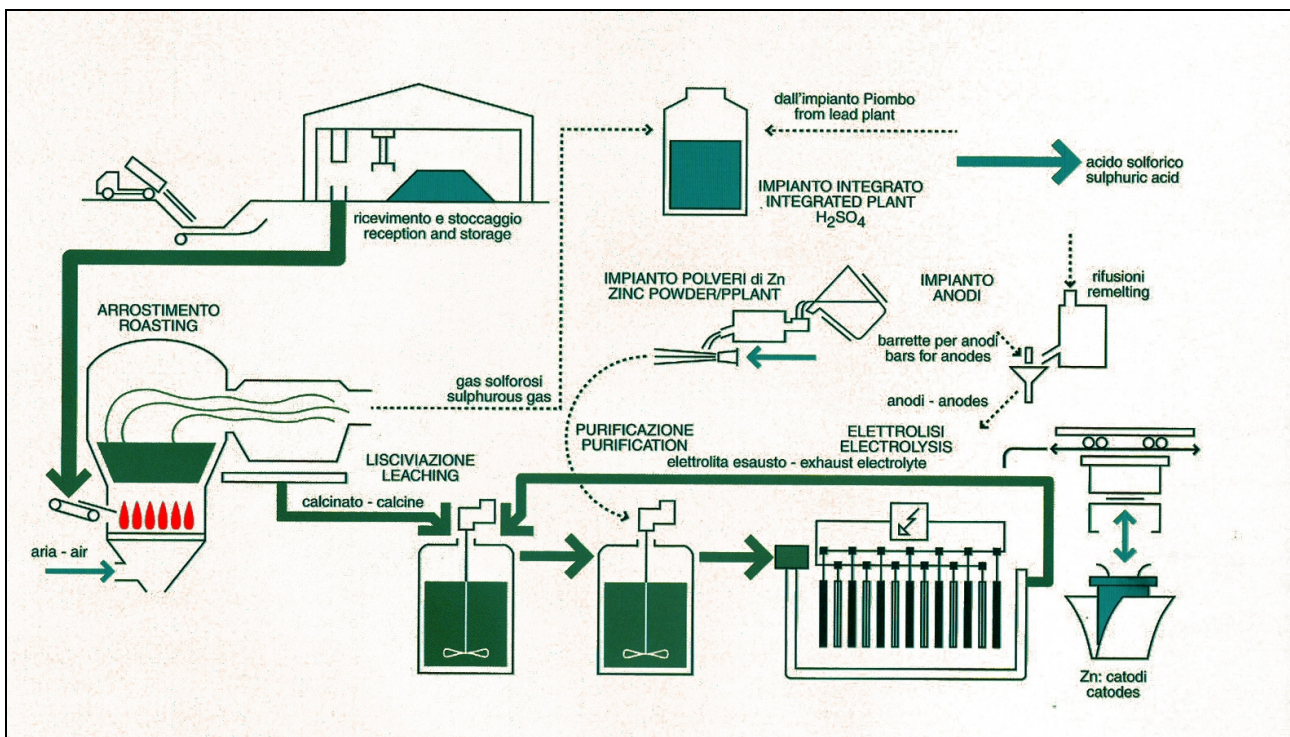 dall'impianto Piombo
from lead plant
acido solforico
sulphuric acid
IMPIANTO INTEGRATO
INTEGRATED PLANT
H₂SO₄
ricevimento e stoccaggio
reception and storage
IMPIANTO POLVERI di Zn
ZINC POWDER/PPLANT
IMPIANTO
ANODI
rifusioni
remelting
ARROSTIMENTO
ROASTING
barrette per anodi
bars for anodes
gas solforosi
sulphurous gas
anodi - anodes
PURIFICAZIONE
PURIFICATION
ELETTROLISI
ELECTROLYSIS
elettrolita esausto - exhaust electrolyte
LISCIVIAZIONE
LEACHING
calcinato - calcine
aria - air
Zn: catodi
catodes